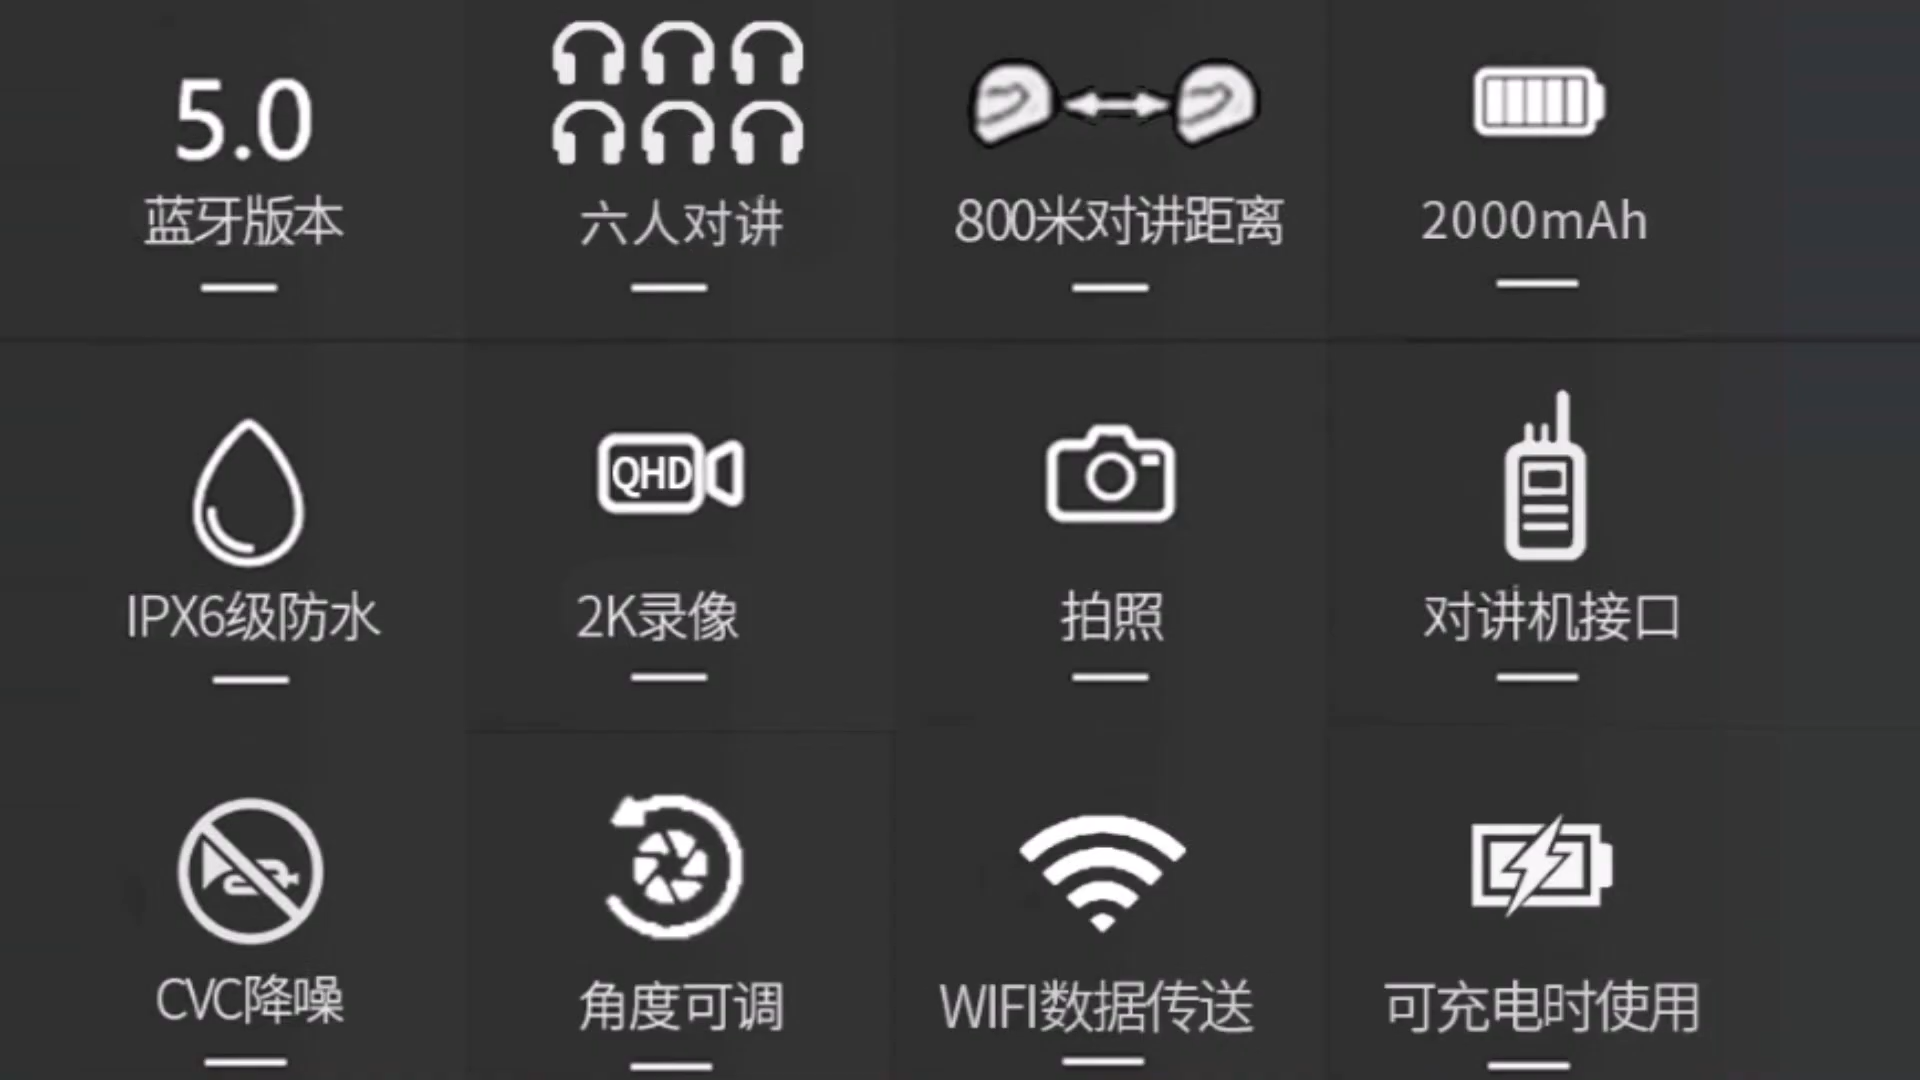 5.0
蓝牙版本
六人对讲
800米对讲距离
2000mAh
IPX6级防水
QHD
2K录像
拍照
对讲机接口
CVC降噪
角度可调
WIFI数据传送
可充电时使用